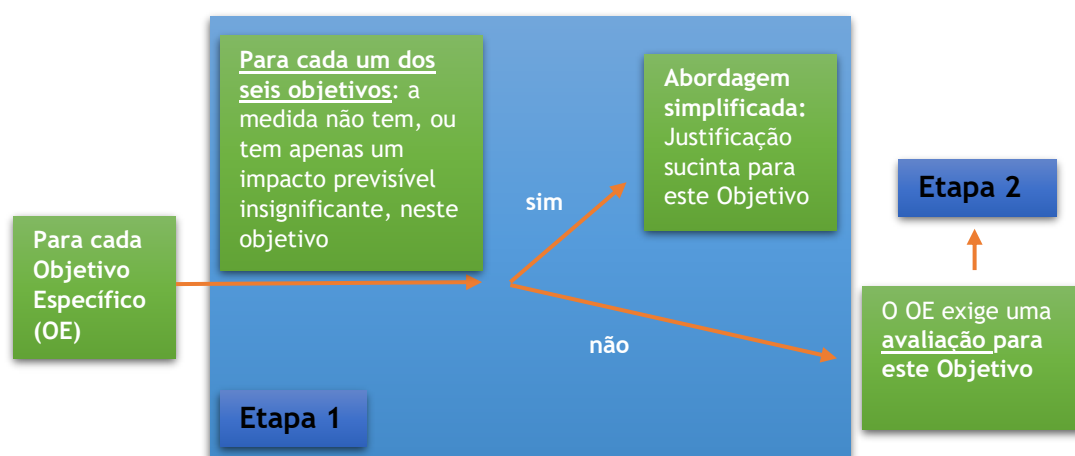 Para cada
Objetivo
Específico
(OE)
Para cada um dos
seis objetivos: a
medida não tem, ou
tem apenas um
impacto previsível
insignificante, neste
objetivo
sim
não
Abordagem
simplificada:
Justificação
sucinta para
este Objetivo
Etapa 1
Etapa 2
O OE exige uma
avaliação para
este Objetivo